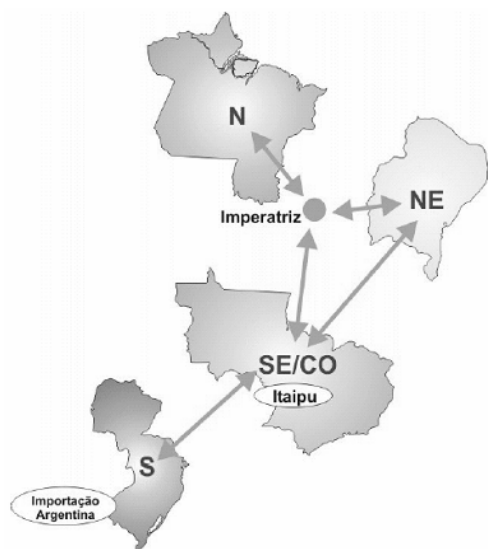 N
NE
Imperatriz
SE/CO
Itaipu
S
Importação
Argentina